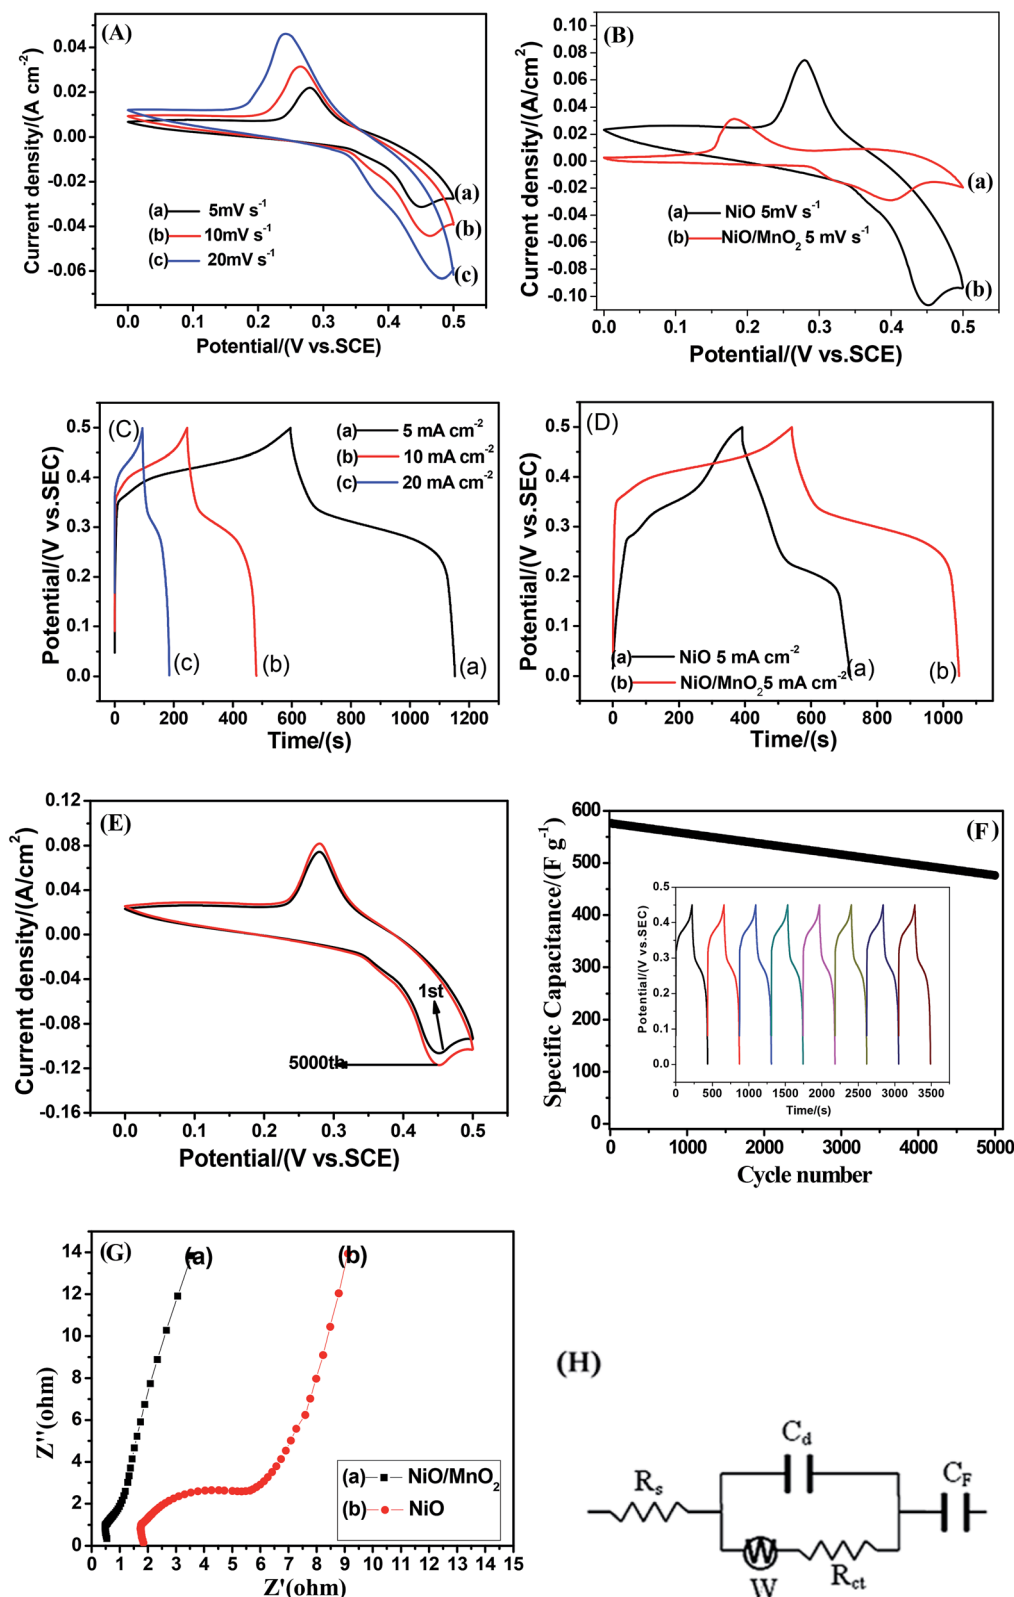 (A)
Current density/(A cm-2)
0.04
0.02
0.00
-0.02
-0.04
-0.06
(a) 5mV s-1
(b) 10mV s-1
(c) 20mV s-1
(a)
(b)
(c)
0.0 0.1 0.2 0.3 0.4 0.5
Potential/(V vs.SCE)
(B)
Current density/(A/cm2)
0.10
0.08
0.06
0.04
0.02
0.00
-0.02
-0.04
-0.06
-0.08
-0.10
(a) NiO 5mV s-1
(b) NiO/MnO2 5 mV s-1
(a)
(b)
0.0 0.1 0.2 0.3 0.4 0.5
Potential/(V vs.SCE)
(C)
Potential/(V vs.SEC)
0.5
0.4
0.3
0.2
0.1
0.0
(a) 5 mA cm-2
(b) 10 mA cm-2
(c) 20 mA cm-2
(c) (b) (a)
0 200 400 600 800 1000 1200
Time/(s)
(D)
Potential/(V vs.SEC)
0.5
0.4
0.3
0.2
0.1
0.0
(a) NiO 5 mA cm-2
(b) NiO/MnO25 mA cm-2
(a) (b)
0 200 400 600 800 1000
Time/(s)
(E)
Current density/(A/cm2)
0.12
0.08
0.04
0.00
-0.04
-0.08
-0.12
-0.16
1st
5000th
0.0 0.1 0.2 0.3 0.4 0.5
Potential/(V vs.SCE)
(F)
Specific Capacitance/(F g-1)
600
550
500
450
400
350
300
250
200
150
100
50
0
Potential/(V vs.SEC)
0.5
0.4
0.3
0.2
0.1
0.0
0 500 1000 1500 2000 2500 3000 3500
Time/(s)
0 1000 2000 3000 4000 5000
Cycle number
(G)
Z''(ohm)
14
12
10
8
6
4
2
0
(a) (b)
(a) NiO/MnO2
(b) NiO
0 1 2 3 4 5 6 7 8 9 10 11 12 13 14 15
Z'(ohm)
(H)
Cd
Rs
CF
W
W
Rct